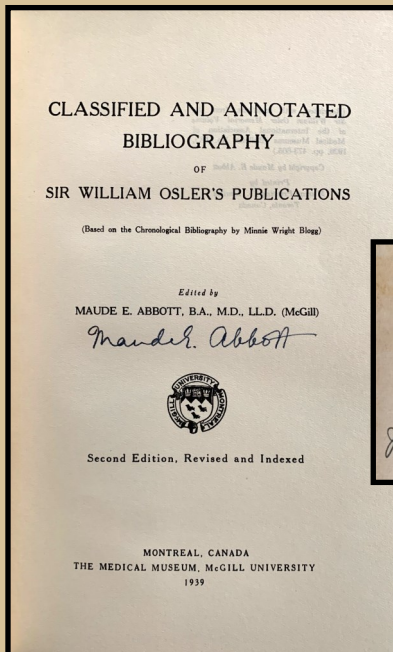 CLASSIFIED AND ANNOTATED
BIBLIOGRAPHY
OF
SIR WILLIAM OSLER'S PUBLICATIONS
(Based on the Chronological Bibliography by Minnie Wright Blogg)
Edited by
MAUDE E. ABBOTT, B.A., M.D., LL.D. (McGill)
Maude E. Abbott
Second Edition, Revised and Indexed
MONTREAL, CANADA
THE MEDICAL MUSEUM, McGILL UNIVERSITY
1939